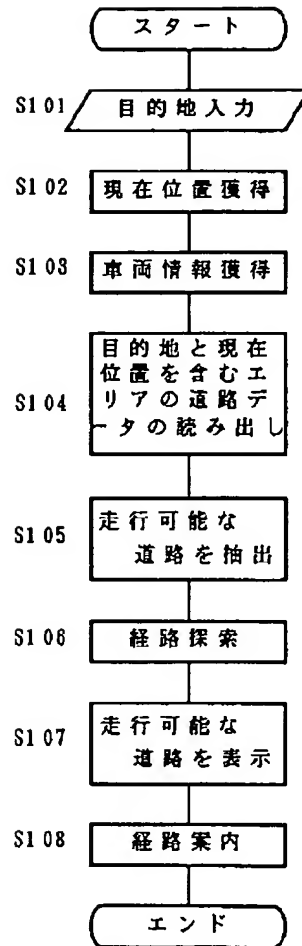 スタート
S101 目的地入力
S102 現在位置獲得
S103 車両情報獲得
S104 目的地と現在
位置を含むエ
リアの道路デ
ータの読み出し
S105 走行可能な
道路を抽出
S106 経路探索
S107 走行可能な
道路を表示
S108 経路案内
エンド